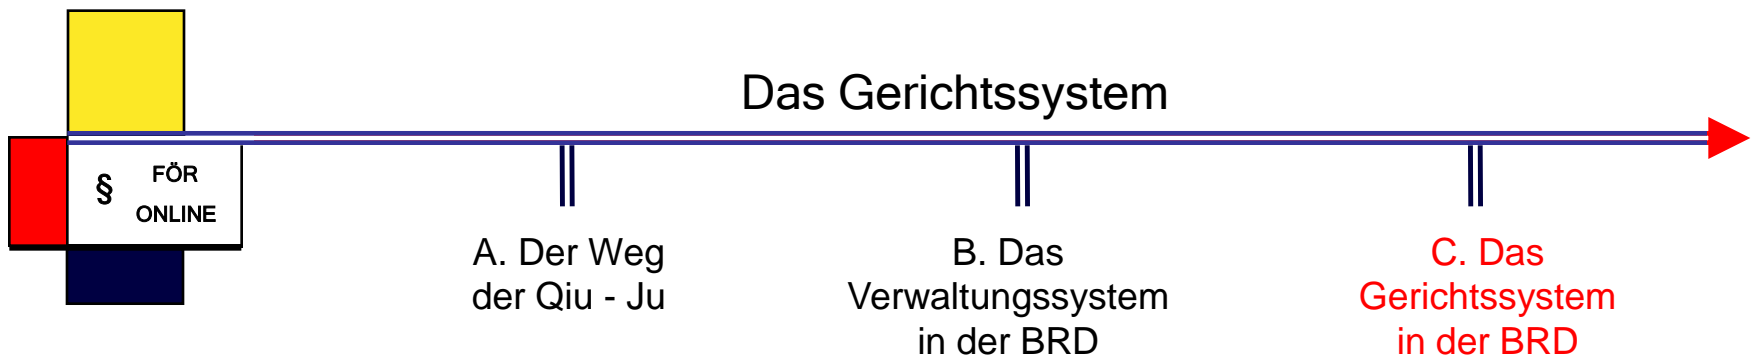 Das Gerichtssystem
§ FÖR
ONLINE
A. Der Weg
der Qiu - Ju
B. Das
Verwaltungssystem
in der BRD
C. Das
Gerichtssystem
in der BRD